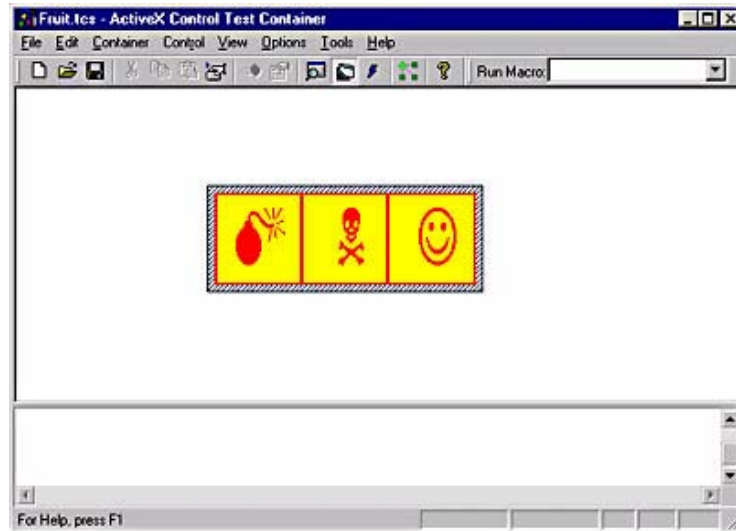 Fruit.tcs - ActiveX Control Test Container
File Edit Container Control View Options Tools Help
Run Macro:
For Help, press F1